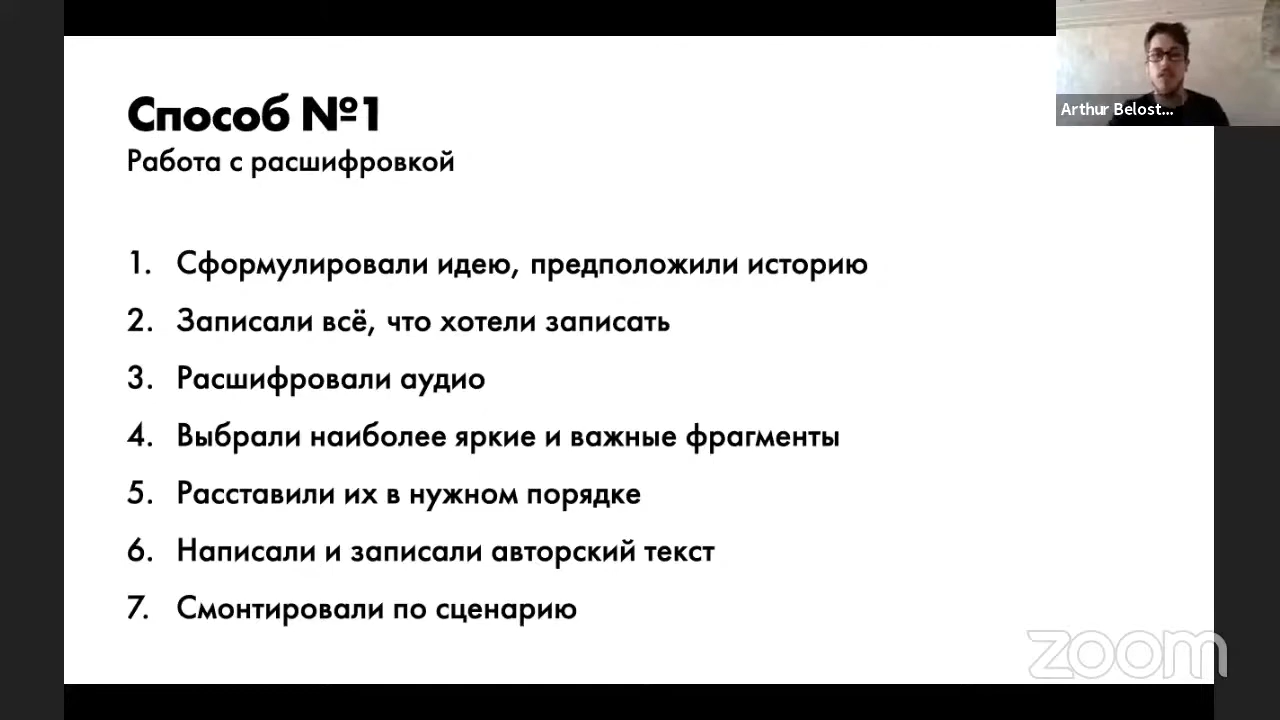 Способ №1
Работа с расшифровкой
1. Сформулировали идею, предположили историю
2. Записали всё, что хотели записать
3. Расшифровали аудио
4. Выбрали наиболее яркие и важные фрагменты
5. Расставили их в нужном порядке
6. Написали и записали авторский текст
7. Смонтировали по сценарию
Arthur Belost...
zoom